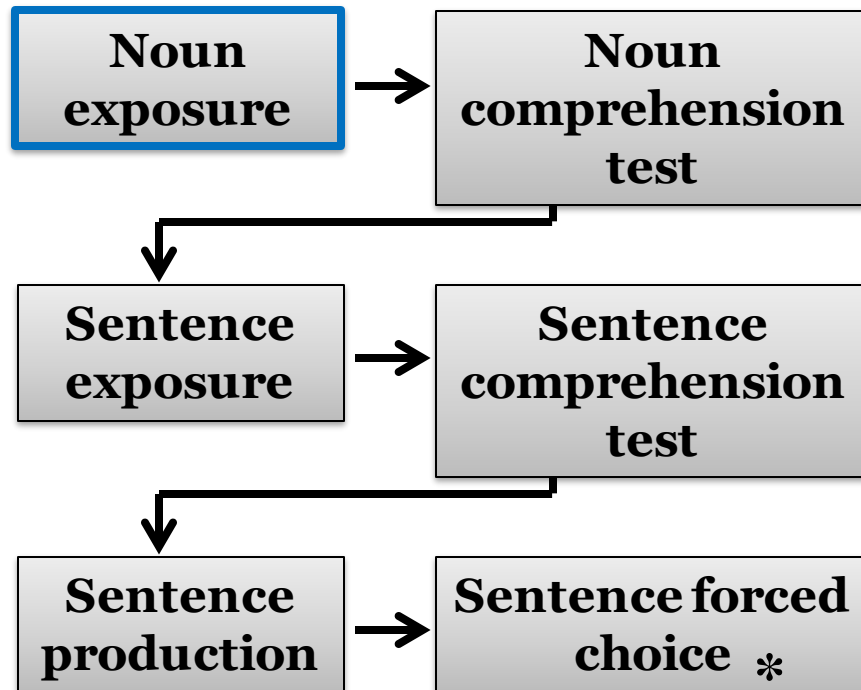 Noun
exposure
Noun
comprehension
test
Sentence
exposure
Sentence
comprehension
test
Sentence
production
Sentence forced
choice *